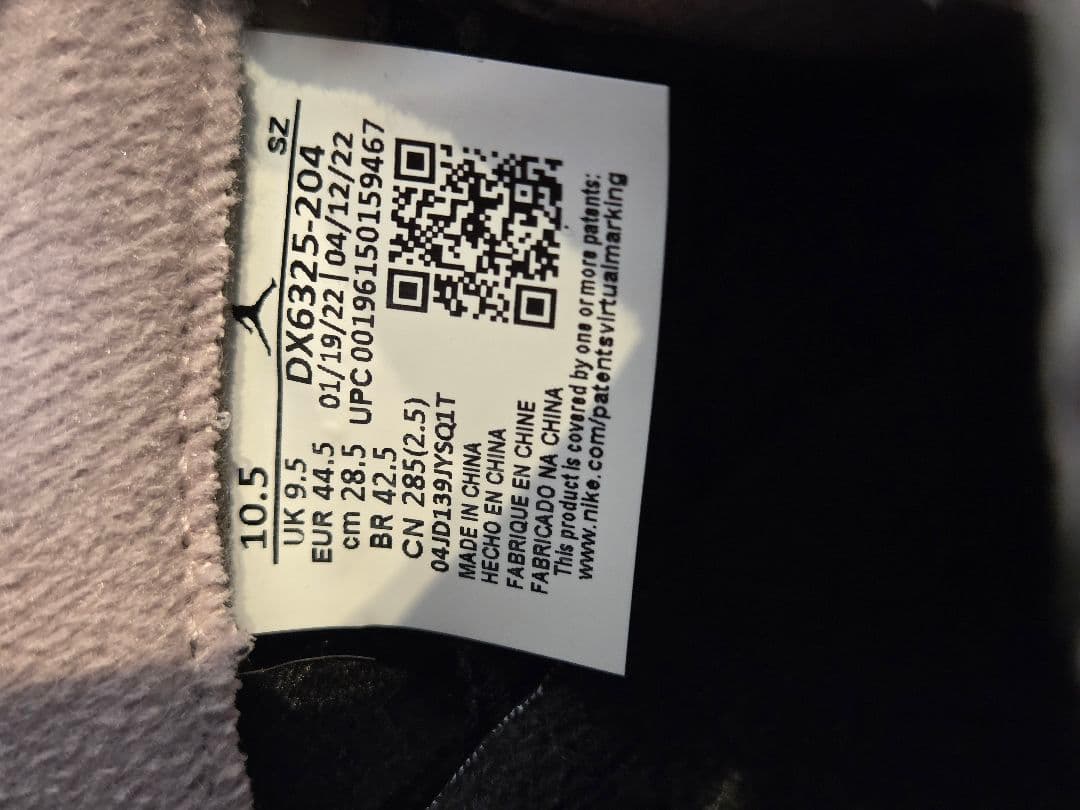 10.5
SZ
UK 9.5
DX6325-204
EUR 44.5
01/19/22 | 04/12/22
cm 28.5
UPC 00196150159467
BR 42.5
CN 285(2.5)
04JD139JYSQ1T
MADE IN CHINA
HECHO EN CHINA
FABRIQUE EN CHINE
FABRICADO NA CHINA
This product is covered by one or more patents:
www.nike.com/patentsvirtualmarking